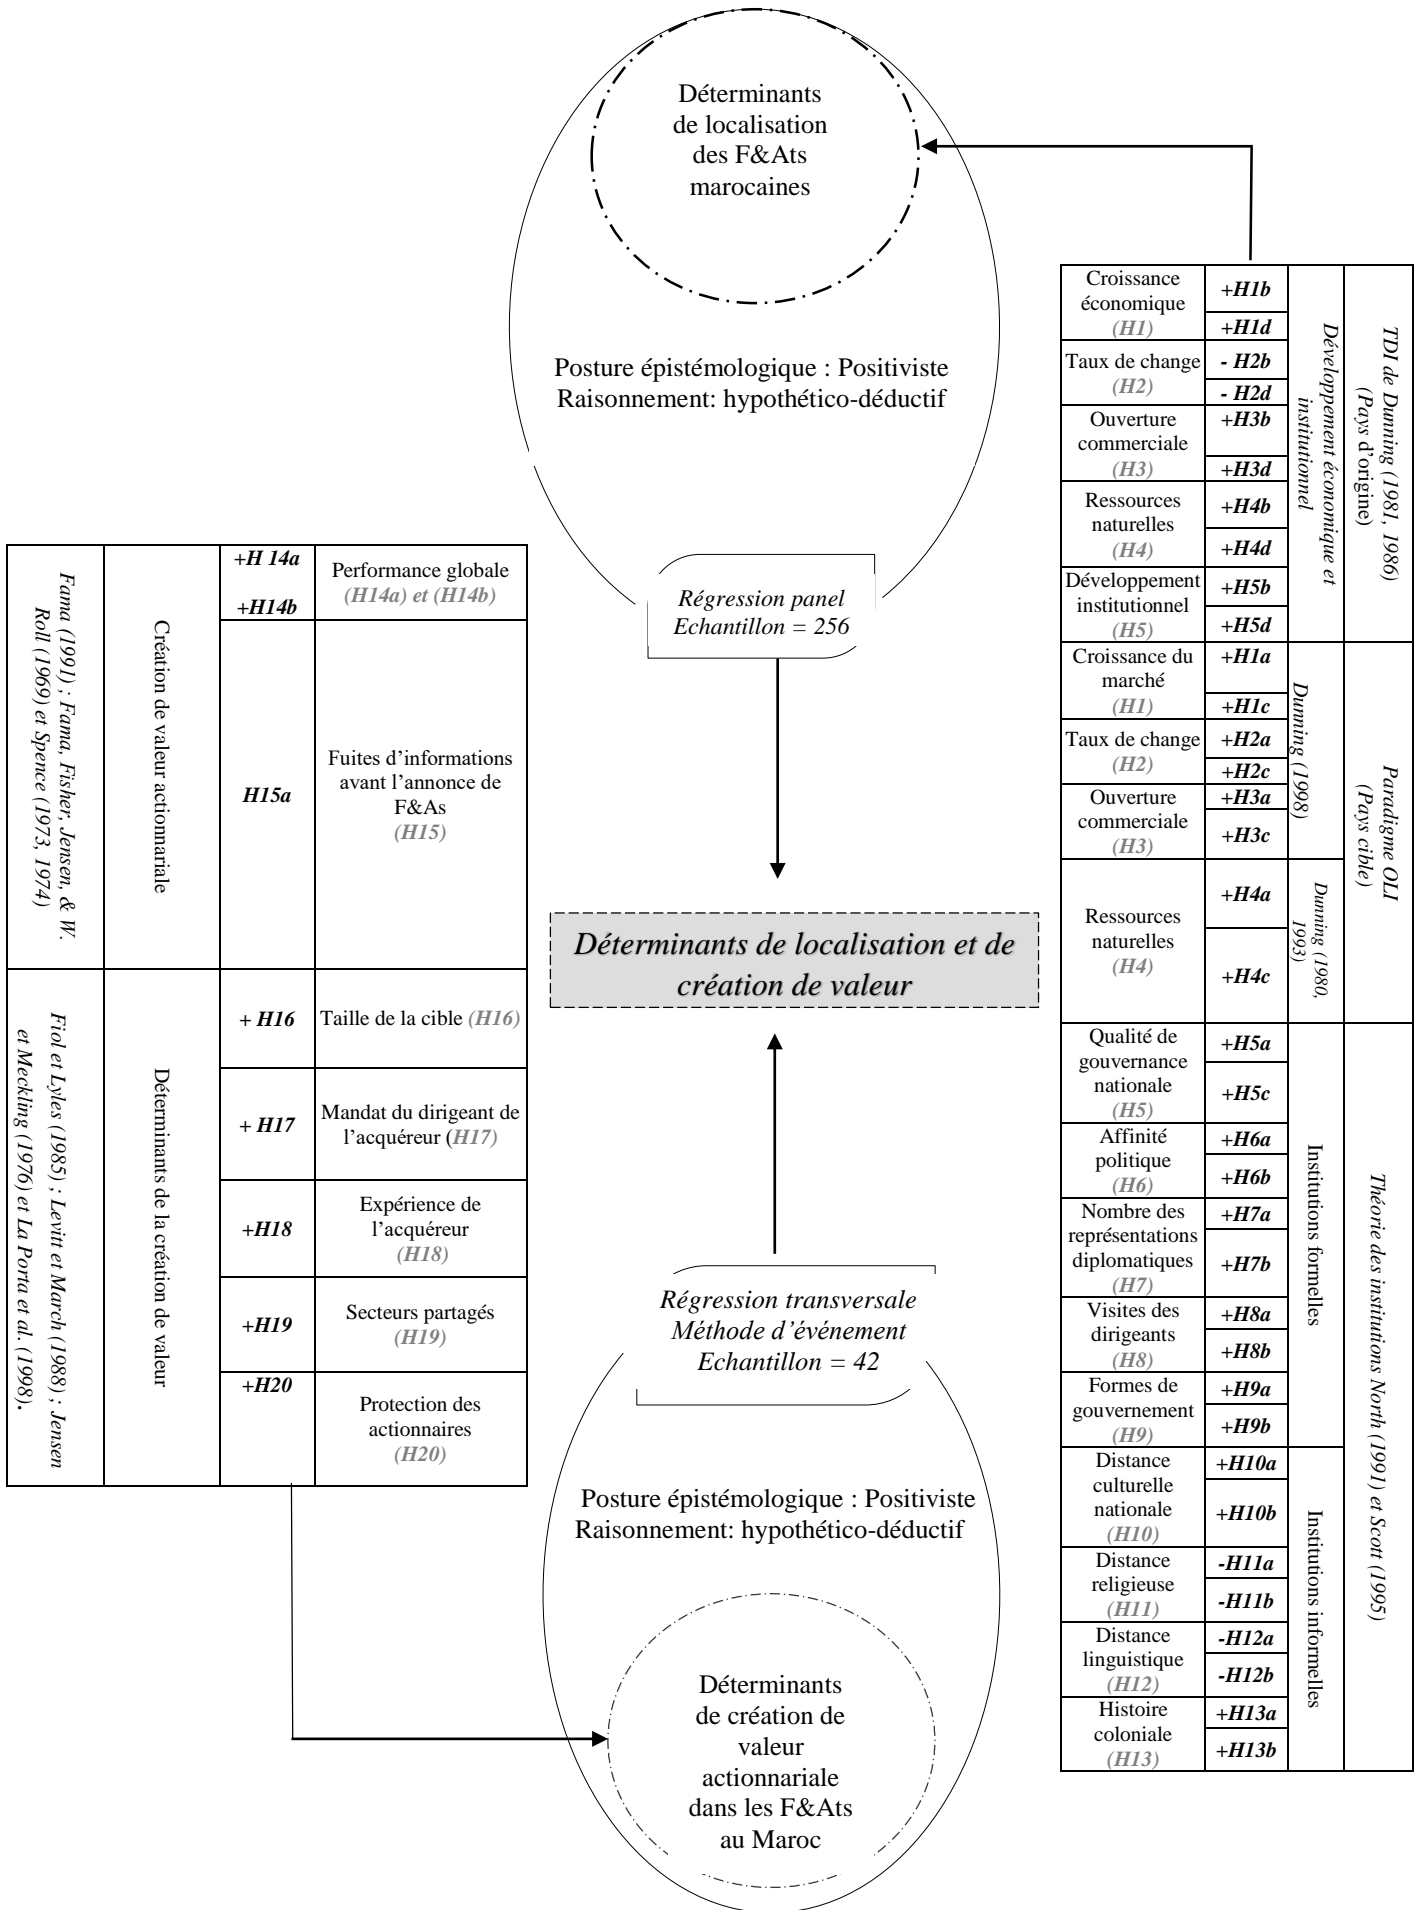 Déterminants
de localisation
des F&Ats
marocaines
Posture épistémologique : Positiviste
Raisonnement: hypothético-déductif
Régression panel
Echantillon = 256
Déterminants de localisation et de
création de valeur
Régression transversale
Méthode d'événement
Echantillon = 42
Posture épistémologique : Positiviste
Raisonnement: hypothético-déductif
Déterminants
de création de
valeur
actionnariale
dans les F&Ats
au Maroc
Fama (1991) ; Fama, Fisher, Jensen, & W.
Roll (1969) et Spence (1973, 1974)
Création de valeur actionnariale
+H 14a
+H14b
Performance globale
(H14a) et (H14b)
H15a
Fuites d'informations
avant l'annonce de
F&As
(H15)
Fiol et Lyles (1985) ; Levitt et March (1988) ; Jensen
et Meckling (1976) et La Porta et al. (1998).
Déterminants de la création de valeur
+ H16
Taille de la cible (H16)
+ H17
Mandat du dirigeant de
l'acquéreur (H17)
+H18
Expérience de
l'acquéreur
(H18)
+H19
Secteurs partagés
(H19)
+H20
Protection des
actionnaires
(H20)
Croissance
économique
(H1)
+H1b
+H1d
Taux de change
(H2)
- H2b
- H2d
Ouverture
commerciale
(H3)
+H3b
+H3d
Ressources
naturelles
(H4)
+H4b
+H4d
Développement
institutionnel
(H5)
+H5b
+H5d
Développement économique et
institutionnel
TDI de Dunning (1981, 1986)
(Pays d'origine)
Croissance du
marché
(H1)
+H1a
+H1c
Taux de change
(H2)
+H2a
+H2c
Ouverture
commerciale
(H3)
+H3a
+H3c
Dunning (1998)
Ressources
naturelles
(H4)
+H4a
+H4c
Dunning (1980,
1993)
Paradigme OLI
(Pays cible)
Qualité de
gouvernance
nationale
(H5)
+H5a
+H5c
Affinité
politique
(H6)
+H6a
+H6b
Nombre des
représentations
diplomatiques
(H7)
+H7a
+H7b
Visites des
dirigeants
(H8)
+H8a
+H8b
Formes de
gouvernement
(H9)
+H9a
+H9b
Institutions formelles
Distance
culturelle
nationale
(H10)
+H10a
+H10b
Distance
religieuse
(H11)
-H11a
-H11b
Distance
linguistique
(H12)
-H12a
-H12b
Histoire
coloniale
(H13)
+H13a
+H13b
Institutions informelles
Théorie des institutions North (1991) et Scott (1995)